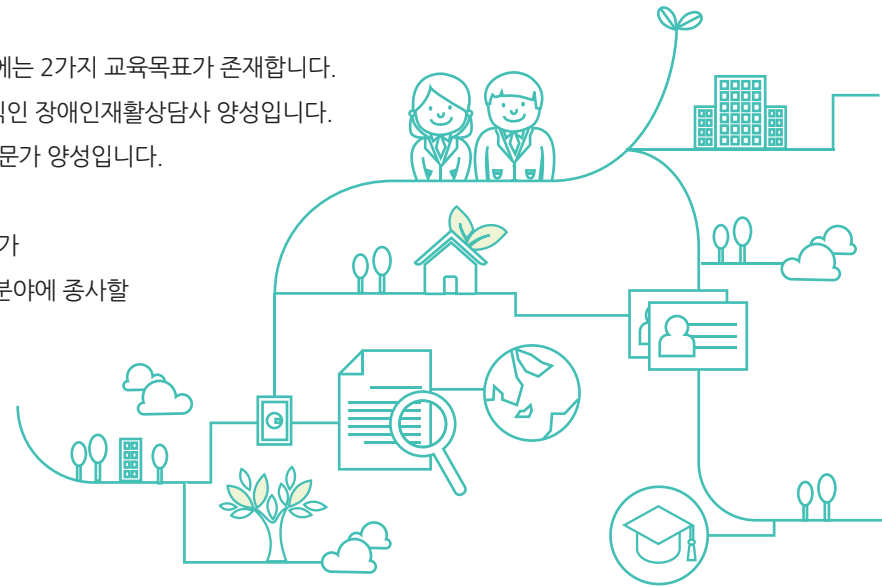 에는 2가지 교육목표가 존재합니다.
인 장애인재활상담사 양성입니다.
문가 양성입니다.
가
분야에 종사할